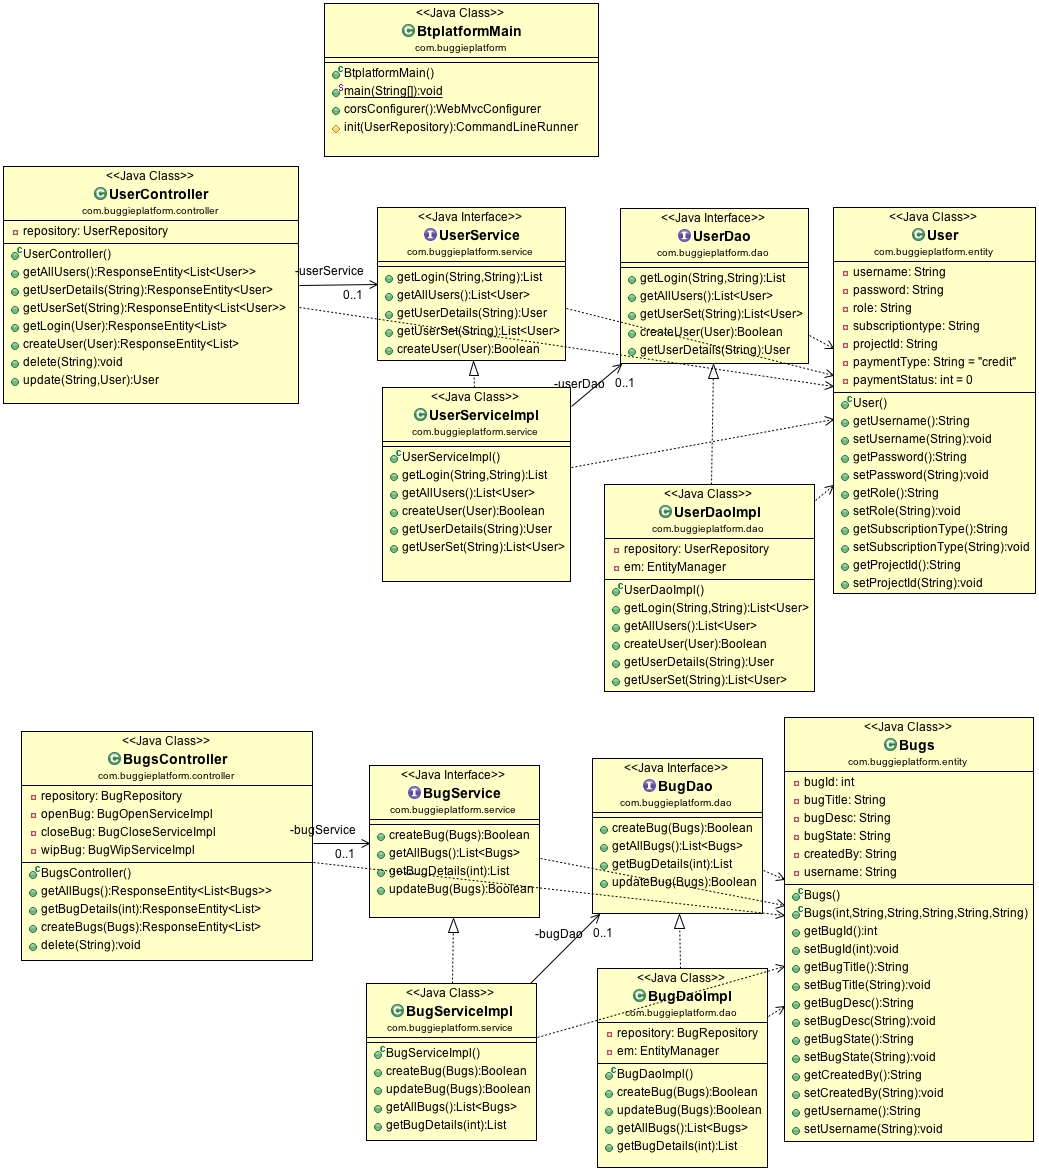 <<Java Class>>
BtplatformMain
com.buggieplatform
BtplatformMain()
main(String[]):void
corsConfigurer():WebMvcConfigurer
init(UserRepository):CommandLineRunner
<<Java Class>>
UserController
com.buggieplatform.controller
repository: UserRepository
UserController()
getAllUsers():ResponseEntity<List<User>>
getUserDetails(String):ResponseEntity<User>
getUserSet(String):ResponseEntity<List<User>>
getLogin(User):ResponseEntity<List>
createUser(User):ResponseEntity<List>
delete(String):void
update(String,User):User
-userService
0..1
<<Java Interface>>
UserService
com.buggieplatform.service
getLogin(String,String):List
getAllUsers():List<User>
getUserDetails(String):User
getUserSet(String):List<User>
createUser(User):Boolean
<<Java Interface>>
UserDao
com.buggieplatform.dao
getLogin(String,String):List
getAllUsers():List<User>
getUserSet(String):List<User>
createUser(User):Boolean
getUserDetails(String):User
<<Java Class>>
User
com.buggieplatform.entity
username: String
password: String
role: String
subscriptiontype: String
projectId: String
paymentType: String = "credit"
paymentStatus: int = 0
User()
getUsername():String
setUsername(String):void
getPassword():String
setPassword(String):void
getRole():String
setRole(String):void
getSubscriptionType():String
setSubscriptionType(String):void
getProjectId():String
setProjectId(String):void
-userDao
0..1
<<Java Class>>
UserServiceImpl
com.buggieplatform.service
UserServiceImpl()
getLogin(String,String):List
getAllUsers():List<User>
createUser(User):Boolean
getUserDetails(String):User
getUserSet(String):List<User>
<<Java Class>>
UserDaoImpl
com.buggieplatform.dao
repository: UserRepository
em: EntityManager
UserDaoImpl()
getLogin(String,String):List<User>
getAllUsers():List<User>
createUser(User):Boolean
getUserDetails(String):User
getUserSet(String):List<User>
<<Java Class>>
BugsController
com.buggieplatform.controller
repository: BugRepository
openBug: BugOpenServiceImpl
closeBug: BugCloseServiceImpl
wipBug: BugWipServiceImpl
BugsController()
getAllBugs():ResponseEntity<List<Bugs>>
getBugDetails(int):ResponseEntity<List>
createBugs(Bugs):ResponseEntity<List>
delete(String):void
-bugService
0..1
<<Java Interface>>
BugService
com.buggieplatform.service
createBug(Bugs):Boolean
getAllBugs():List<Bugs>
getBugDetails(int):List
updateBug(Bugs):Boolean
<<Java Interface>>
BugDao
com.buggieplatform.dao
createBug(Bugs):Boolean
getAllBugs():List<Bugs>
getBugDetails(int):List
updateBug(Bugs):Boolean
<<Java Class>>
Bugs
com.buggieplatform.entity
bugId: int
bugTitle: String
bugDesc: String
bugState: String
createdBy: String
username: String
Bugs()
Bugs(int,String,String,String,String,String)
getBugId():int
setBugId(int):void
getBugTitle():String
setBugTitle(String):void
getBugDesc():String
setBugDesc(String):void
getBugState():String
setBugState(String):void
getCreatedBy():String
setCreatedBy(String):void
getUsername():String
setUsername(String):void
-bugDao
0..1
<<Java Class>>
BugServiceImpl
com.buggieplatform.service
BugServiceImpl()
createBug(Bugs):Boolean
updateBug(Bugs):Boolean
getAllBugs():List<Bugs>
getBugDetails(int):List
<<Java Class>>
BugDaoImpl
com.buggieplatform.dao
repository: BugRepository
em: EntityManager
BugDaoImpl()
createBug(Bugs):Boolean
updateBug(Bugs):Boolean
getAllBugs():List<Bugs>
getBugDetails(int):List